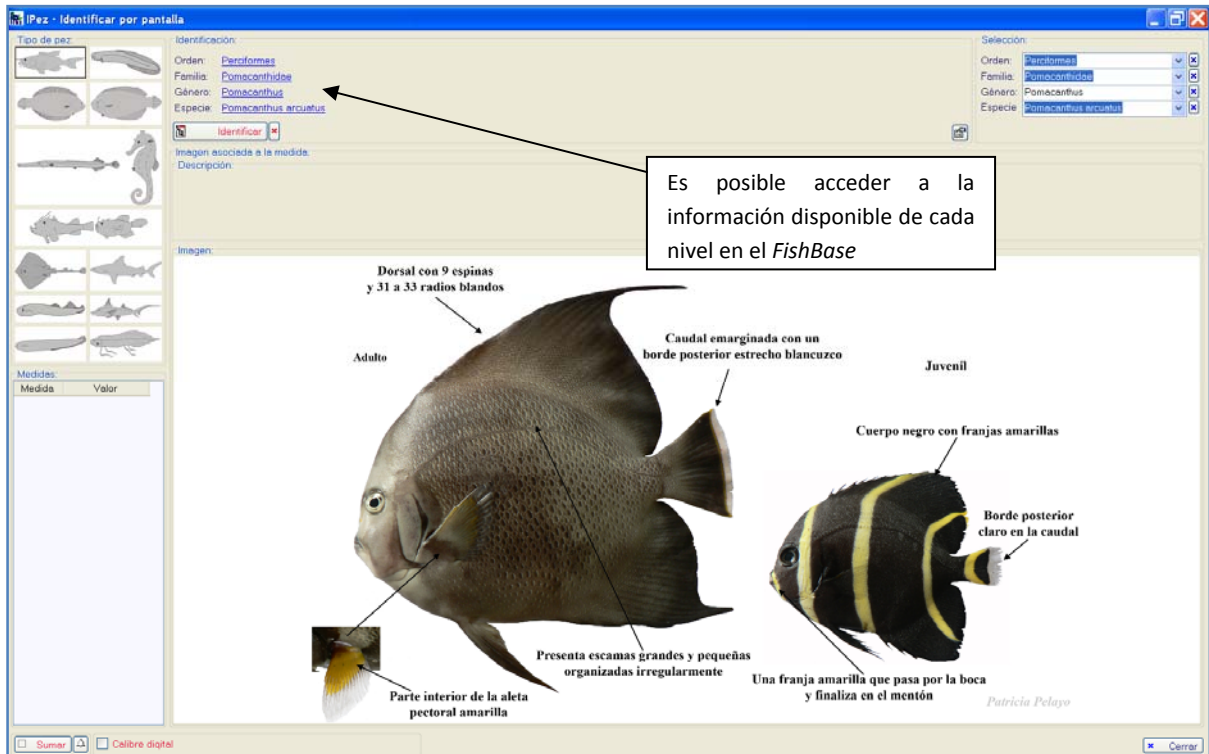 IPez - Identificar por pantalla
Tipo de pez:
Identificación:
Orden: Perciformes
Familia: Pomacanthidae
Género: Pomacanthus
Especie: Pomacanthus arcuatus
Identificar
Selección:
Orden: Perciformes
Familia: Pomacanthidae
Género: Pomacanthus
Especie Pomacanthus arcuatus
Imagen asociada a la medida:
Descripción:
Es posible acceder a la
información disponible de cada
nivel en el FishBase
Imagen:
Dorsal con 9 espinas
y 31 a 33 radios blandos
Adulto
Caudal emarginada con un
borde posterior estrecho blancuzco
Juvenil
Cuerpo negro con franjas amarillas
Borde posterior
claro en la caudal
Presenta escamas grandes y pequeñas
organizadas irregularmente
Parte interior de la aleta
pectoral amarilla
Una franja amarilla que pasa por la boca
y finaliza en el mentón
Patricia Pelayo
Medidas:
Medida Valor
Sumar
Calibre digital
Cerrar